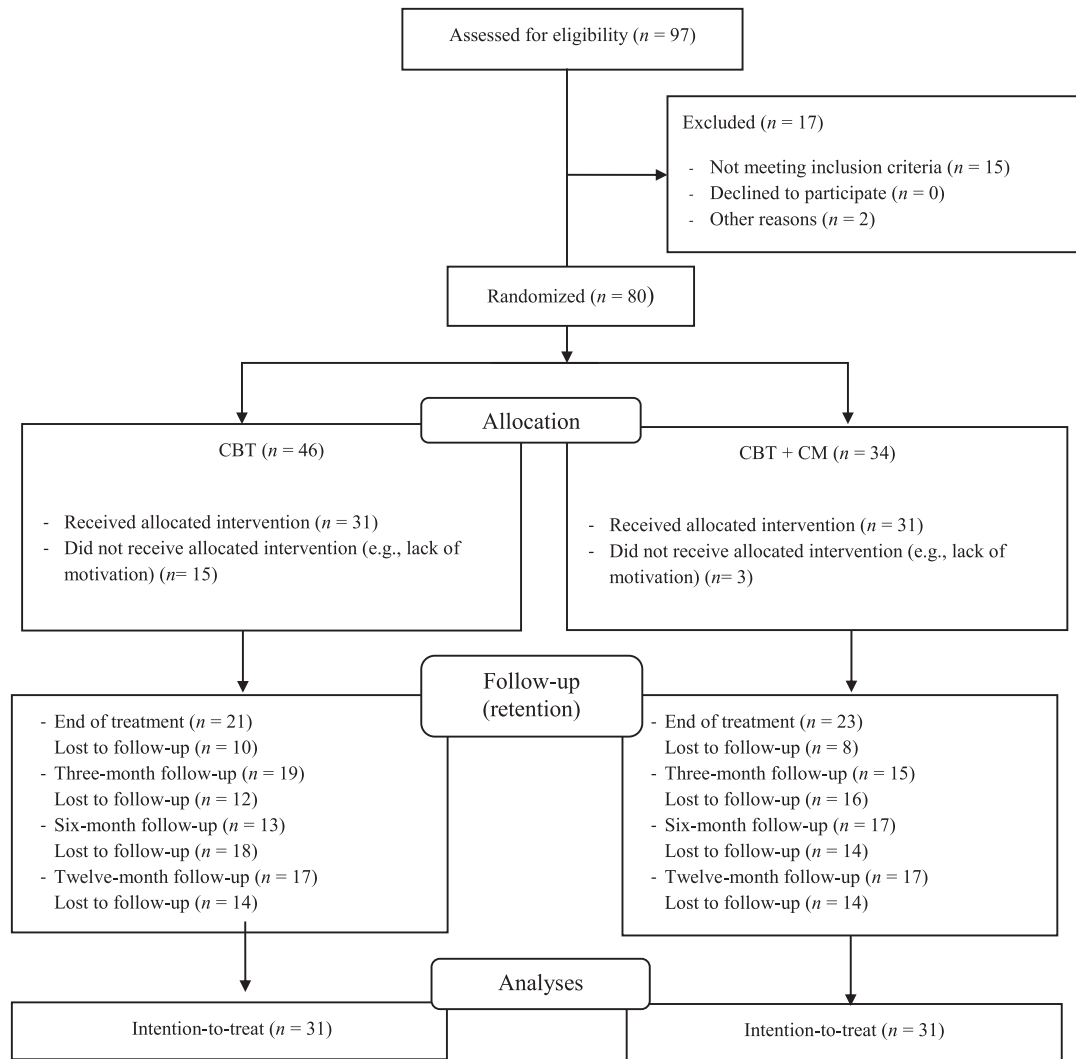 Assessed for eligibility (n = 97)
Excluded (n = 17)
- Not meeting inclusion criteria (n = 15)
- Declined to participate (n = 0)
- Other reasons (n = 2)
Randomized (n = 80)
Allocation
CBT (n = 46)
- Received allocated intervention (n = 31)
- Did not receive allocated intervention (e.g., lack of
motivation) (n= 15)
CBT + CM (n = 34)
- Received allocated intervention (n = 31)
- Did not receive allocated intervention (e.g., lack of
motivation) (n= 3)
Follow-up
(retention)
- End of treatment (n = 21)
Lost to follow-up (n = 10)
- Three-month follow-up (n = 19)
Lost to follow-up (n = 12)
- Six-month follow-up (n = 13)
Lost to follow-up (n = 18)
- Twelve-month follow-up (n = 17)
Lost to follow-up (n = 14)
- End of treatment (n = 23)
Lost to follow-up (n = 8)
- Three-month follow-up (n = 15)
Lost to follow-up (n = 16)
- Six-month follow-up (n = 17)
Lost to follow-up (n = 14)
- Twelve-month follow-up (n = 17)
Lost to follow-up (n = 14)
Analyses
Intention-to-treat (n = 31)
Intention-to-treat (n = 31)